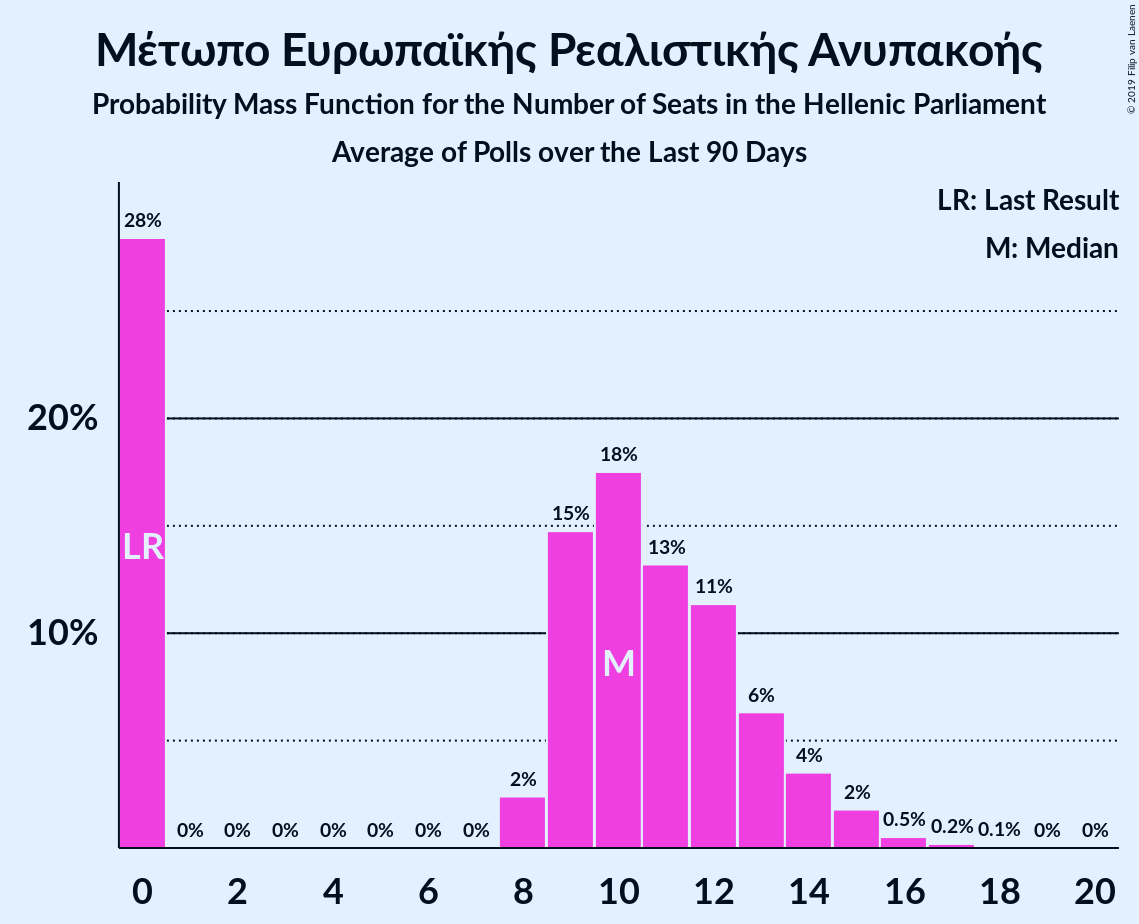 Μέτωπο Ευρωπαϊκής Ρεαλιστικής Ανυπακοής
Probability Mass Function for the Number of Seats in the Hellenic Parliament
Average of Polls over the Last 90 Days
© 2019 Filip van Laenen
LR: Last Result
M: Median
28%
20%
18%
15%
LR
13%
11%
10%
M
6%
4%
2%
2%
0% 0% 0% 0% 0% 0% 0%
0.5% 0.2% 0.1% 0% 0%
0 2 4 6 8 10 12 14 16 18 20